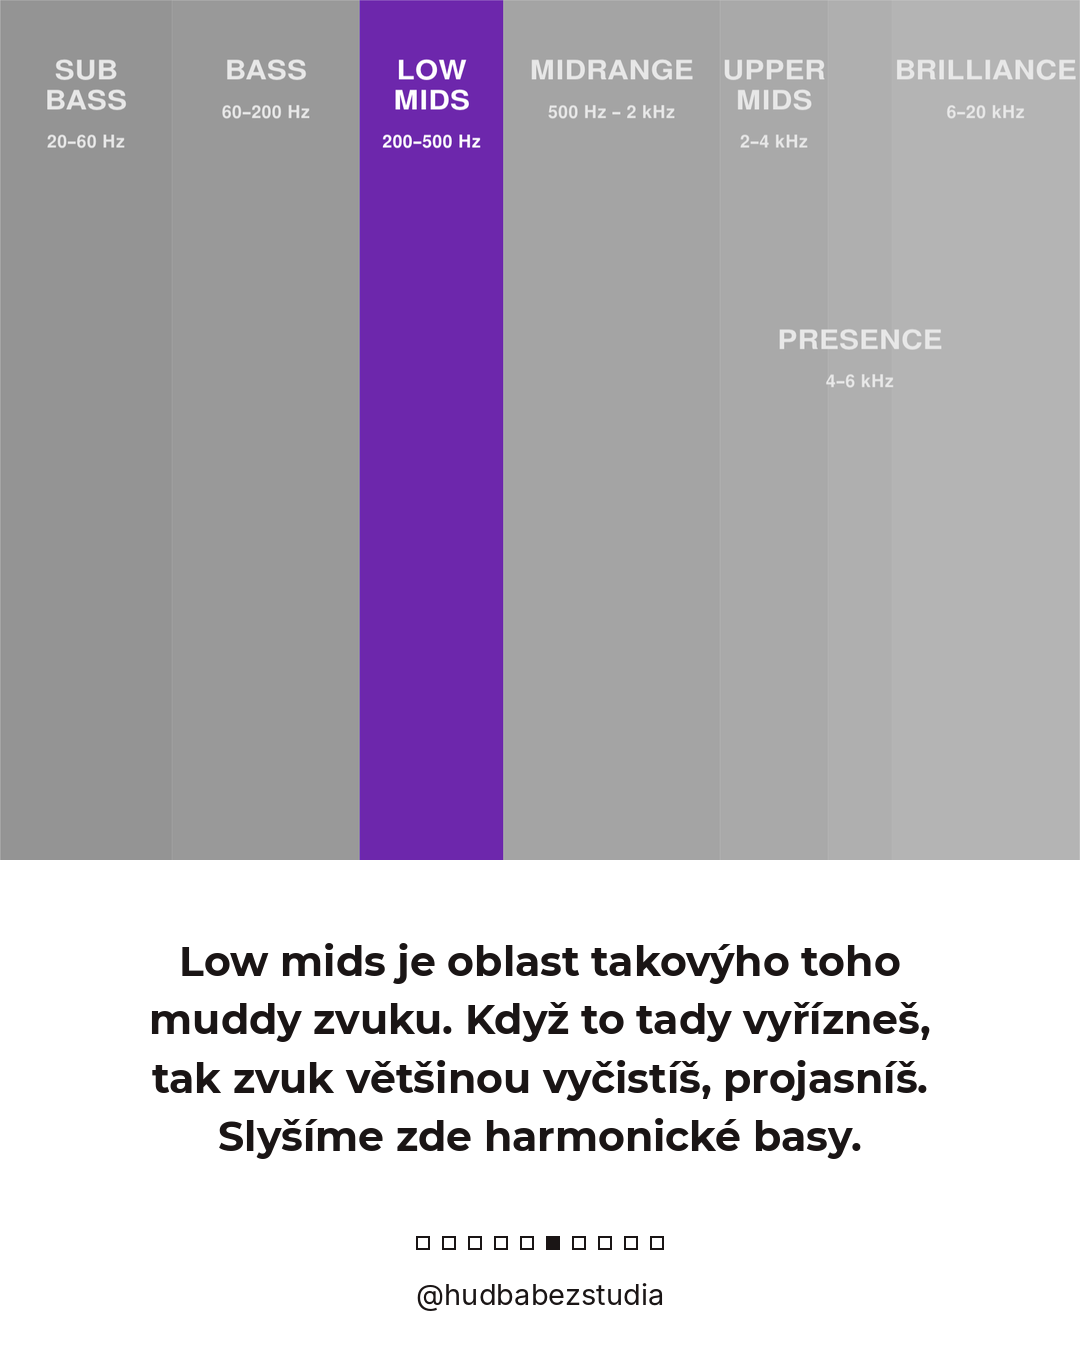 SUB
BASS
20–60 Hz
BASS
60–200 Hz
LOW
MIDS
200–500 Hz
MIDRANGE
500 Hz – 2 kHz
UPPER
MIDS
2–4 kHz
PRESENCE
4–6 kHz
BRILLIANCE
6–20 kHz
Low mids je oblast takovýho toho
muddy zvuku. Když to tady vyřízneš,
tak zvuk většinou vyčistíš, projasníš.
Slyšíme zde harmonické basy.
@hudbabezstudia